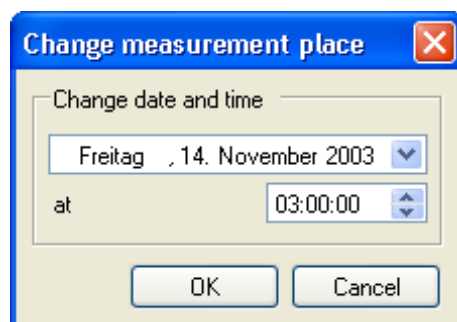 Change measurement place
Change date and time
Freitag , 14. November 2003
at 03:00:00
OK Cancel